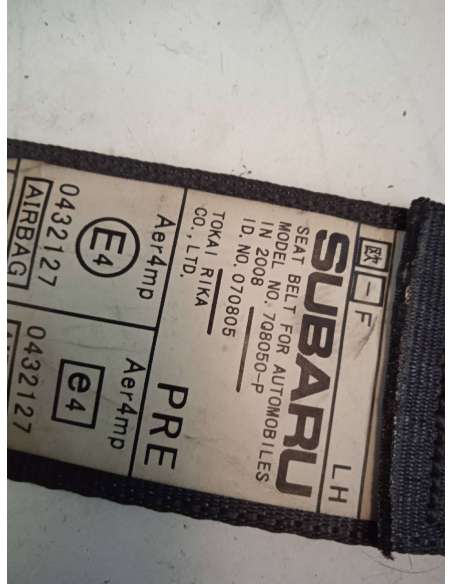 欧-F LH
SUBARU
SEAT BELT FOR AUTOMOBILES
MODEL NO. 7Q8050-P
IN 2008
ID. NO. 070805
TOKAI RIKA
CO., LTD.
PRE
Aer4mp
E4
0432127
AIRBAG
Aer4mp
e4
0432127